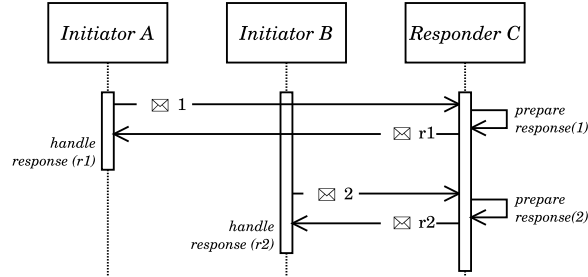 Initiator A
Initiator B
Responder C
1
prepare
response(1)
r1
handle
response (r1)
2
prepare
response(2)
r2
handle
response (r2)